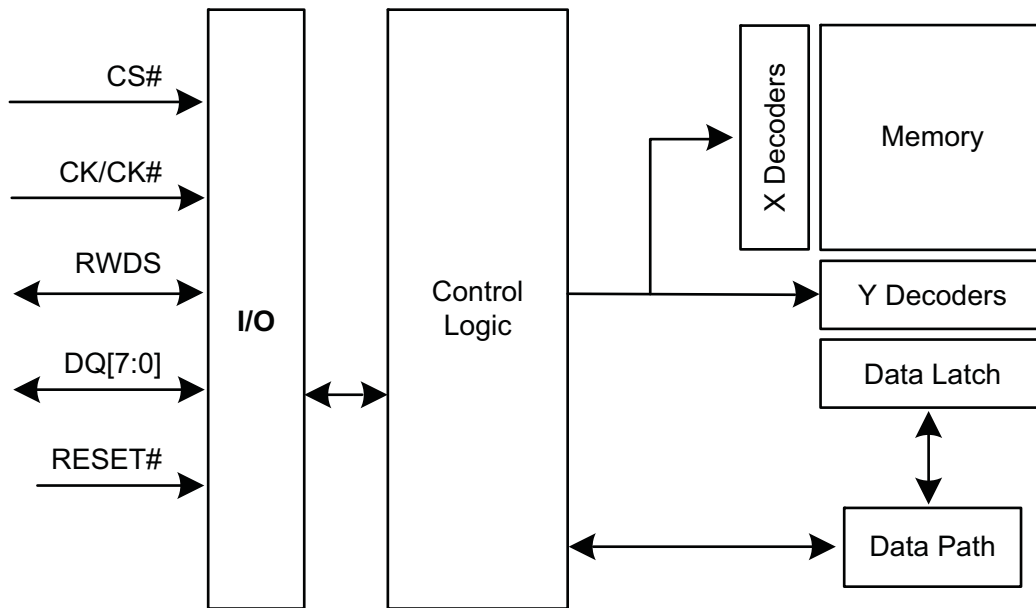 CS#
CK/CK#
RWDS
DQ[7:0]
RESET#
I/O
Control
Logic
X Decoders
Memory
Y Decoders
Data Latch
Data Path